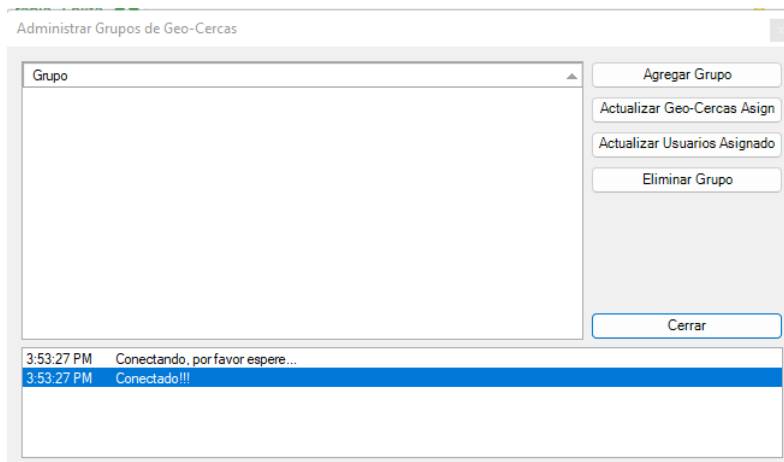 Administrar Grupos de Geo-Cercas
Grupo
Agregar Grupo
Actualizar Geo-Cercas Asign
Actualizar Usuarios Asignado
Eliminar Grupo
Cerrar
3:53:27 PM Conectando, por favor espere...
3:53:27 PM Conectado!!!